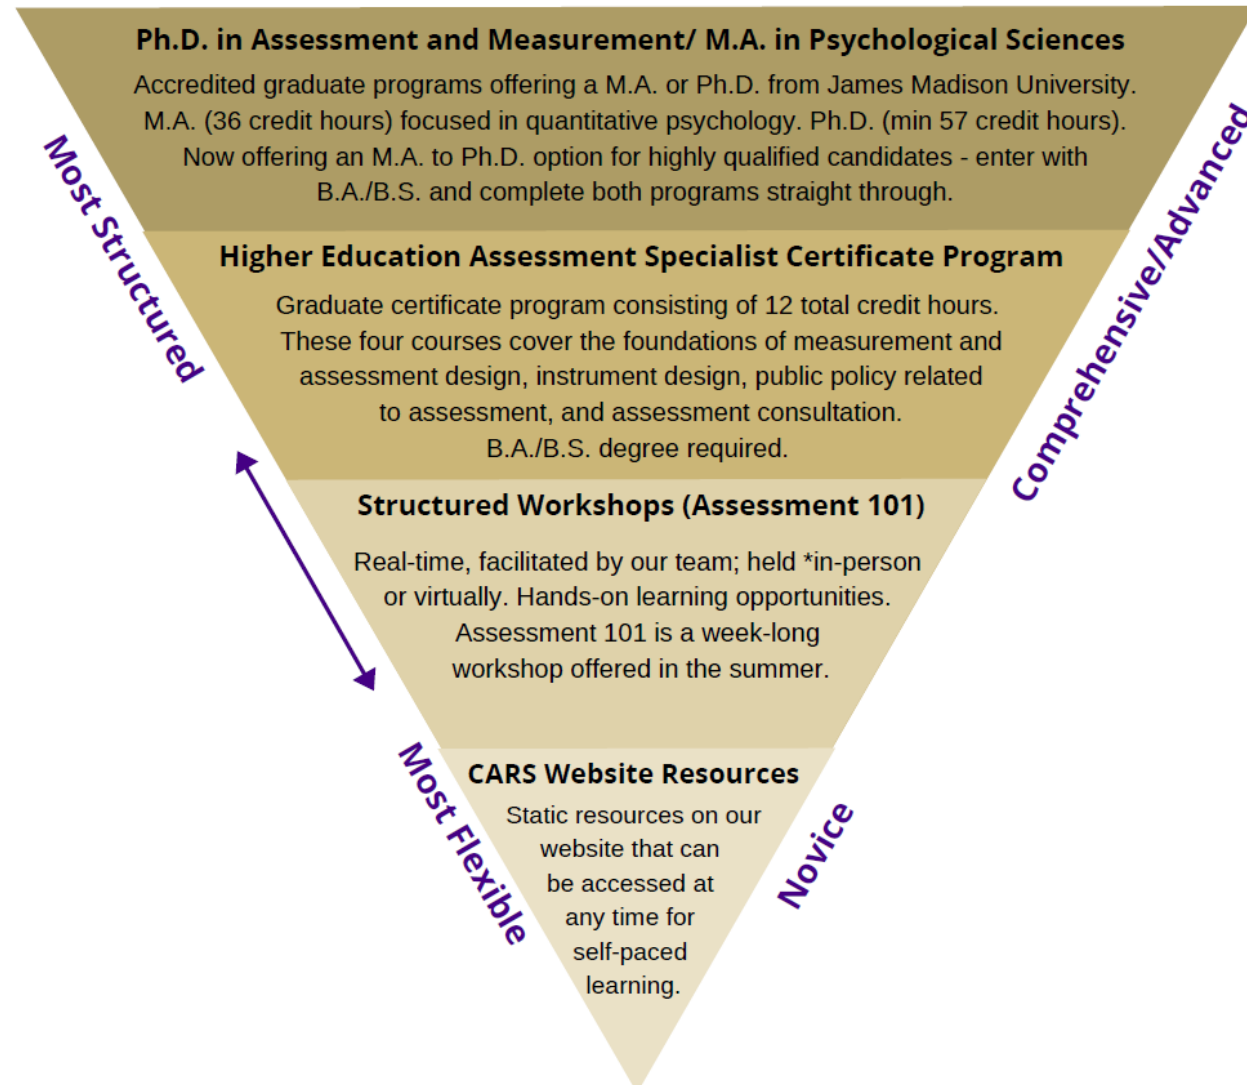 Ph.D. in Assessment and Measurement/ M.A. in Psychological Sciences
Accredited graduate programs offering a M.A. or Ph.D. from James Madison University.
M.A. (36 credit hours) focused in quantitative psychology. Ph.D. (min 57 credit hours).
Now offering an M.A. to Ph.D. option for highly qualified candidates - enter with
B.A./B.S. and complete both programs straight through.
Most Structured
Comprehensive/Advanced
Higher Education Assessment Specialist Certificate Program
Graduate certificate program consisting of 12 total credit hours.
These four courses cover the foundations of measurement and
assessment design, instrument design, public policy related
to assessment, and assessment consultation.
B.A./B.S. degree required.
Structured Workshops (Assessment 101)
Real-time, facilitated by our team; held *in-person
or virtually. Hands-on learning opportunities.
Assessment 101 is a week-long
workshop offered in the summer.
Most Flexible
Novice
CARS Website Resources
Static resources on our
website that can
be accessed at
any time for
self-paced
learning.